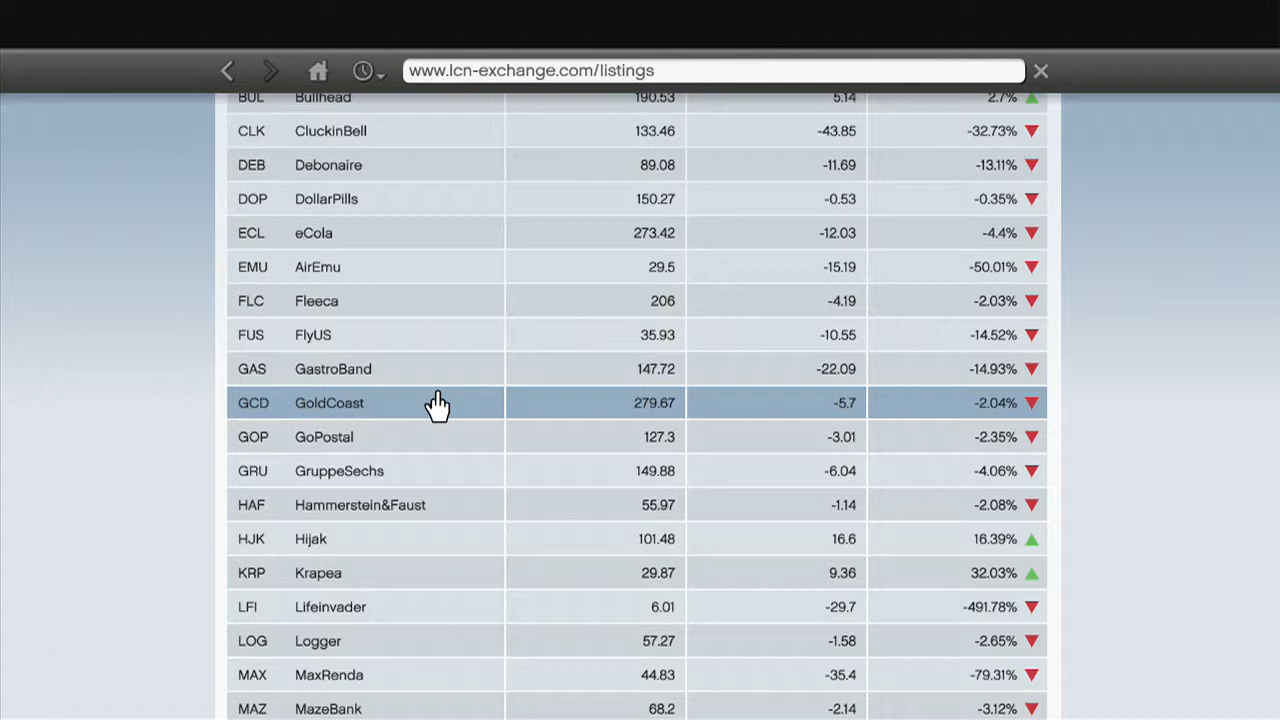 www.lcn-exchange.com/listings
BUL Bullhead 190.53 5.14 2.7%
CLK CluckinBell 133.46 -43.85 -32.73%
DEB Debonaire 89.08 -11.69 -13.11%
DOP DollarPills 150.27 -0.53 -0.35%
ECL eCola 273.42 -12.03 -4.4%
EMU AirEmu 29.5 -15.19 -50.01%
FLC Fleeca 206 -4.19 -2.03%
FUS FlyUS 35.93 -10.55 -14.52%
GAS GastroBand 147.72 -22.09 -14.93%
GCD GoldCoast 279.67 -5.7 -2.04%
GOP GoPostal 127.3 -3.01 -2.35%
GRU GruppeSechs 149.88 -6.04 -4.06%
HAF Hammerstein&Faust 55.97 -1.14 -2.08%
HJK Hijak 101.48 16.6 16.39%
KRP Krapea 29.87 9.36 32.03%
LFI Lifeinvader 6.01 -29.7 -491.78%
LOG Logger 57.27 -1.58 -2.65%
MAX MaxRenda 44.83 -35.4 -79.31%
MAZ MazeBank 68.2 -2.14 -3.12%